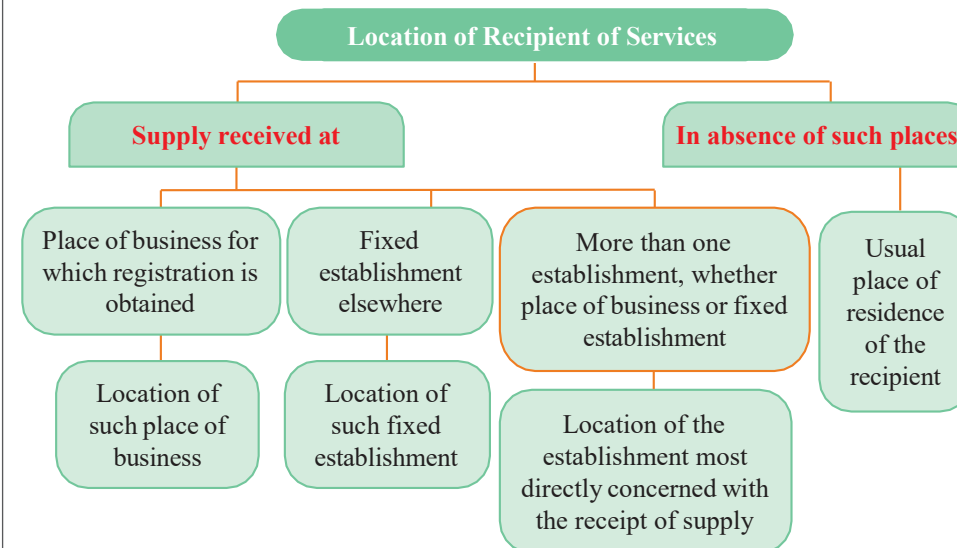 Location of Recipient of Services
Supply received at
In absence of such places
Place of business for
which registration is
obtained
Fixed
establishment
elsewhere
More than one
establishment, whether
place of business or fixed
establishment
Usual
place of
residence
of the
recipient
Location of
such place of
business
Location of
such fixed
establishment
Location of the
establishment most
directly concerned with
the receipt of supply